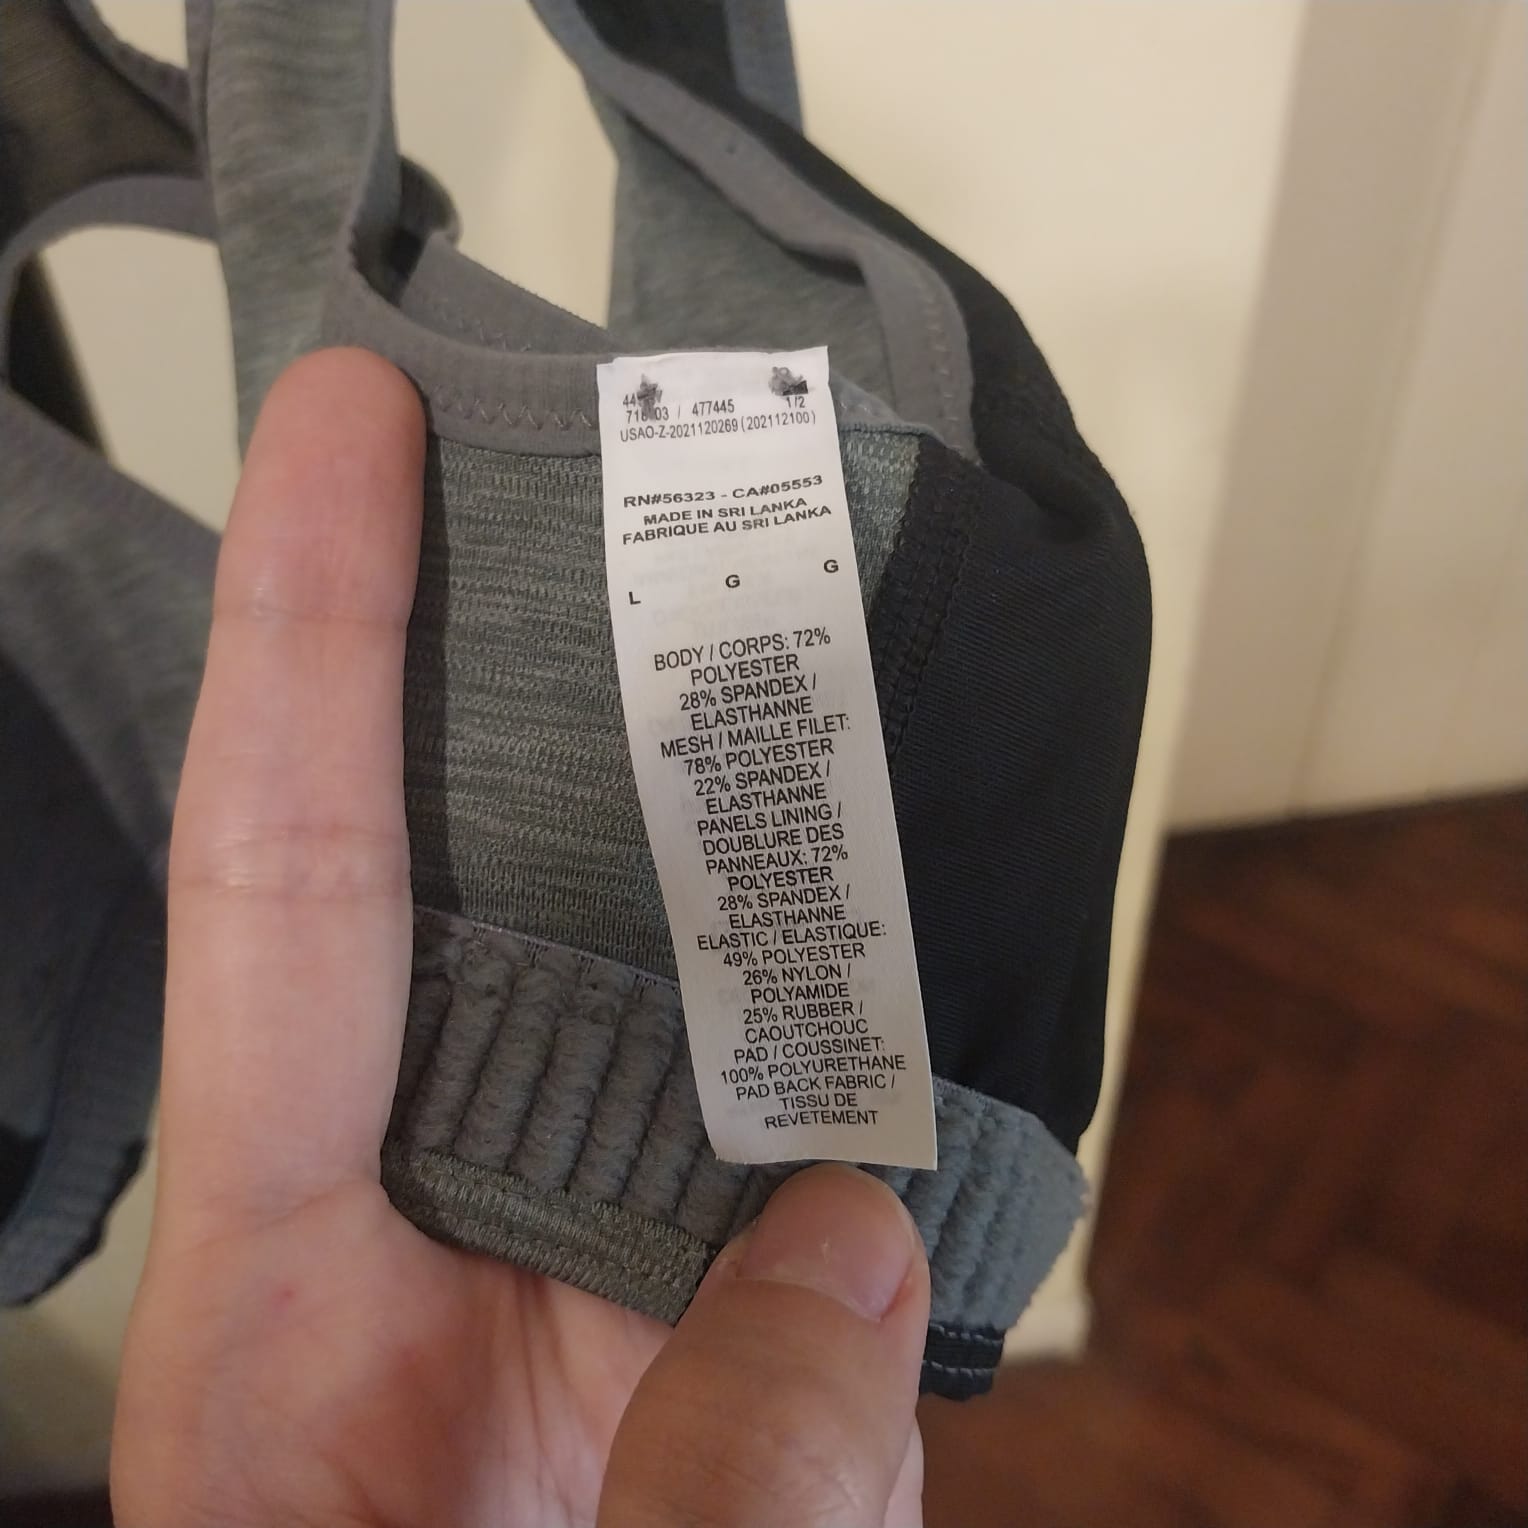 / 477445 1/2
USAO-Z-2021120269 (202112100)
RN#56323 - CA#05553
MADE IN SRI LANKA
FABRIQUE AU SRI LANKA
L G G
BODY / CORPS: 72%
POLYESTER
28% SPANDEX /
ELASTHANNE
MESH / MAILLE FILET:
78% POLYESTER
22% SPANDEX /
ELASTHANNE
PANELS LINING /
DOUBLURE DES
PANNEAUX: 72%
POLYESTER
28% SPANDEX /
ELASTHANNE
ELASTIC / ELASTIQUE:
49% POLYESTER
26% NYLON /
POLYAMIDE
25% RUBBER /
CAOUTCHOUC
PAD / COUSSINET:
100% POLYURETHANE
PAD BACK FABRIC /
TISSU DE
REVETEMENT